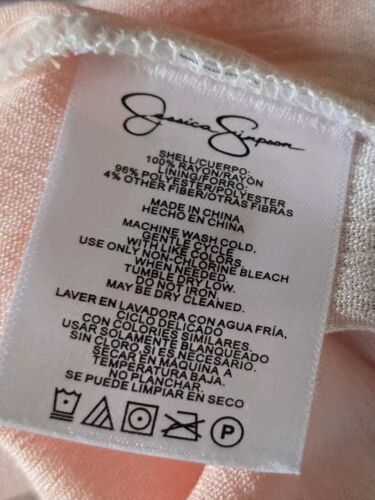 Jessica Simpson
SHELL/CUERPO:
100% RAYON/RAYÓN
LINING/FORRO:
96% POLYESTER/POLYESTER
4% OTHER FIBER/OTRAS FIBRAS
MADE IN CHINA
HECHO EN CHINA
MACHINE WASH COLD,
GENTLE CYCLE
WITH LIKE COLORS.
USE ONLY NON-CHLORINE BLEACH
WHEN NEEDED.
TUMBLE DRY LOW.
DO NOT IRON.
MAY BE DRY CLEANED.
LAVER EN LAVADORA CON AGUA FRÍA,
CICLO DELICADO
CON COLORIES SIMILARES.
USAR SOLAMENTE BLANQUEADO
SIN CLORO SI ES NECESARIO.
SECAR EN MAQUINA A
TEMPERATURA BAJA.
NO PLANCHAR.
SE PUEDE LIMPIAR EN SECO
P